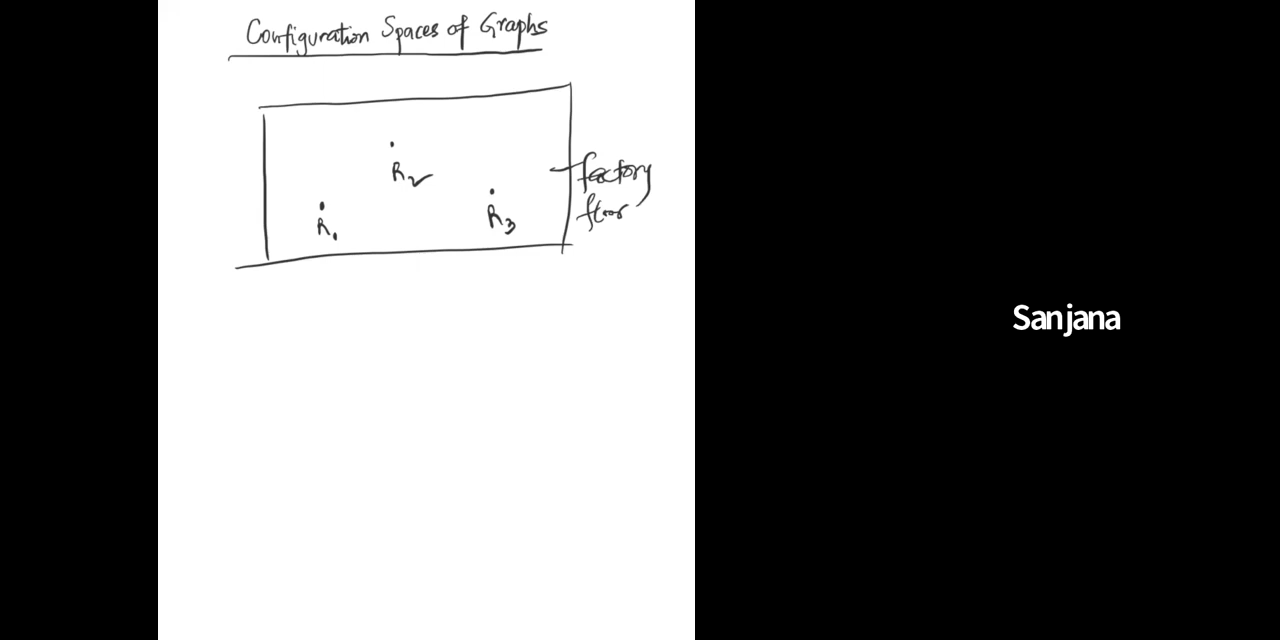 Configuration Spaces of Graphs
R2
factory
R3
floor
R1
Sanjana